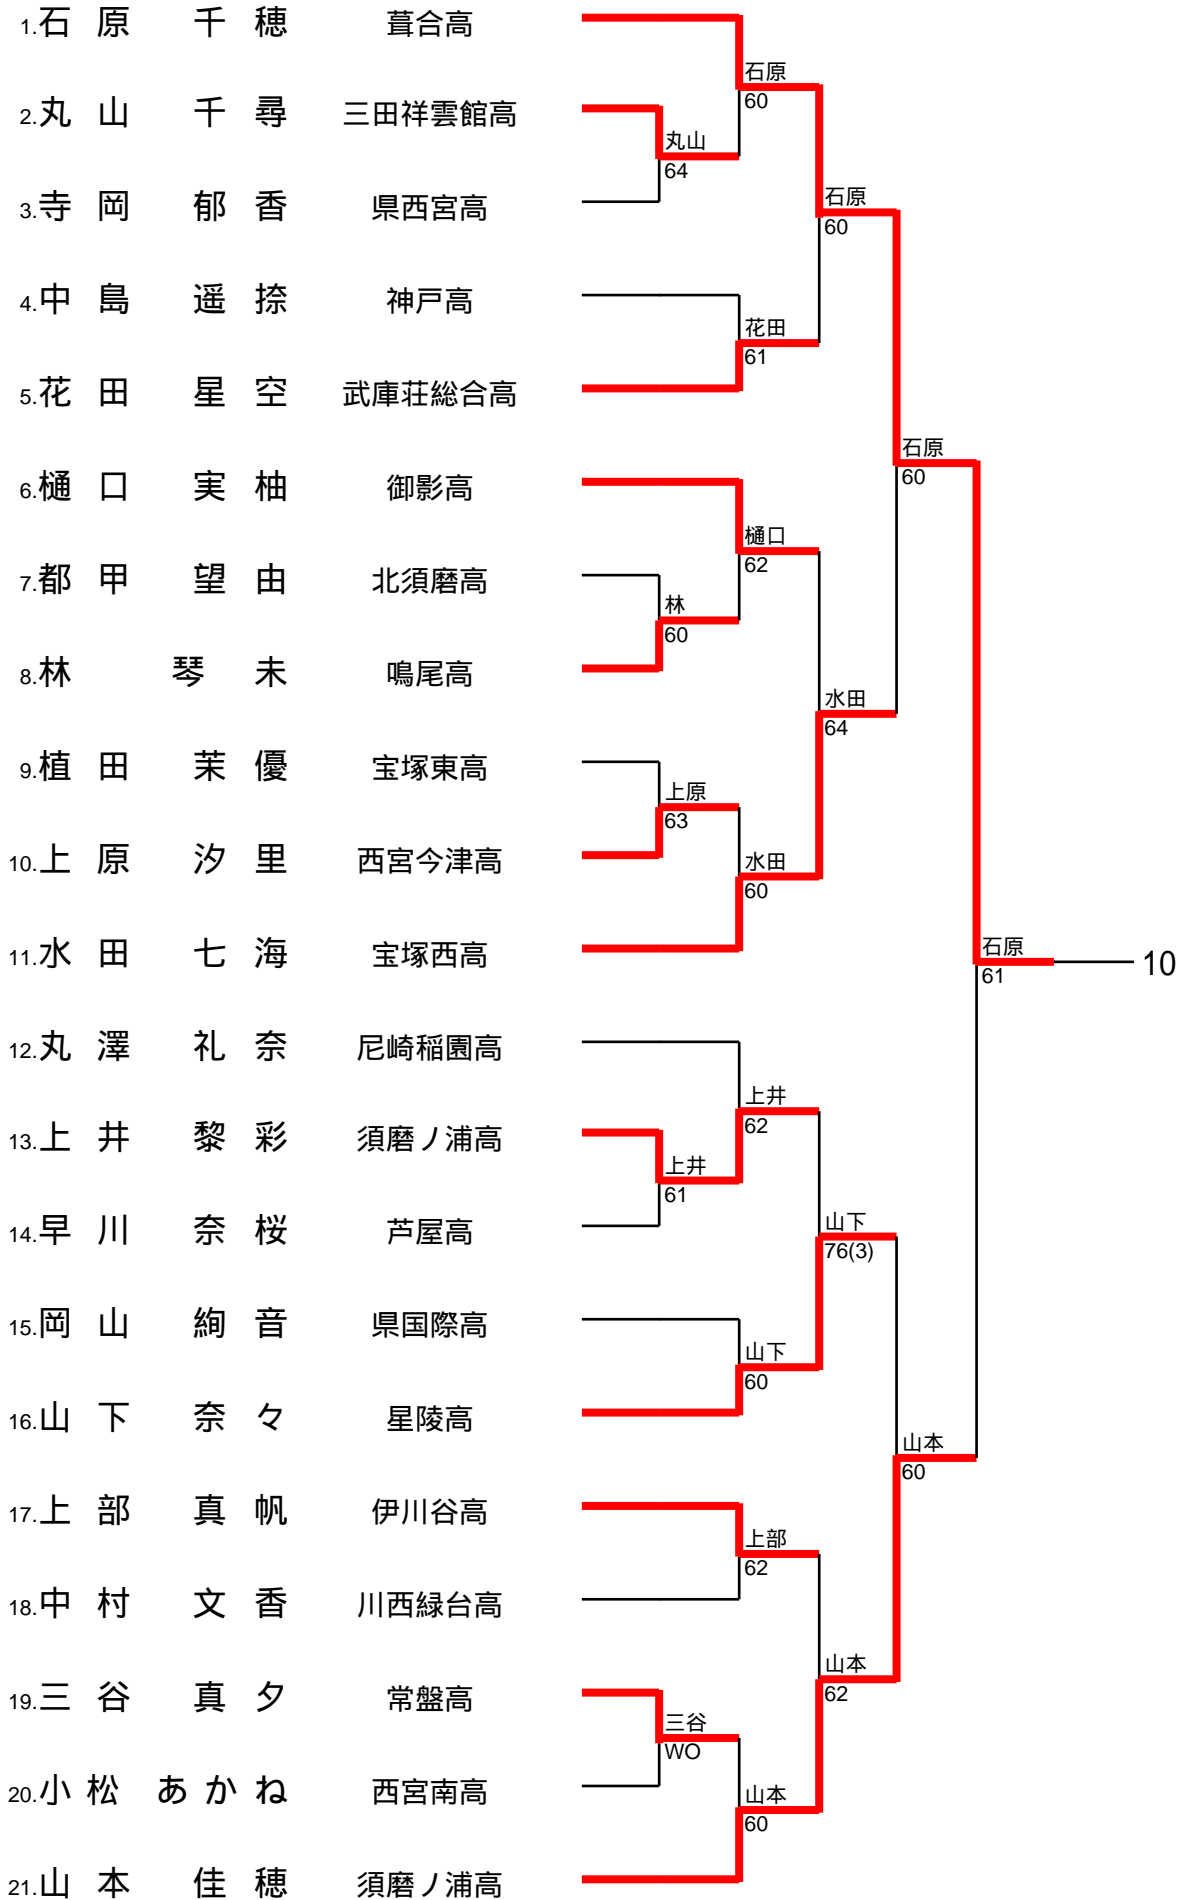 1.石原 千穂 葺合高
石原
60
2.丸山 千尋 三田祥雲館高
丸山
64
3.寺岡 郁香 県西宮高
石原
60
4.中島 遥捺 神戸高
花田
61
5.花田 星空 武庫荘総合高
石原
60
6.樋口 実柚 御影高
樋口
62
7.都甲 望由 北須磨高
林
60
8.林 琴未 鳴尾高
水田
64
9.植田 茉優 宝塚東高
上原
63
10.上原 汐里 西宮今津高
水田
60
11.水田 七海 宝塚西高
石原
61
10
12.丸澤 礼奈 尼崎稲園高
上井
62
13.上井 黎彩 須磨ノ浦高
上井
61
14.早川 奈桜 芦屋高
山下
76(3)
15.岡山 絢音 県国際高
山下
60
16.山下 奈々 星陵高
山本
60
17.上部 真帆 伊川谷高
上部
62
18.中村 文香 川西緑台高
山本
62
19.三谷 真夕 常盤高
三谷
WO
20.小松 あかね 西宮南高
山本
60
21.山本 佳穂 須磨ノ浦高